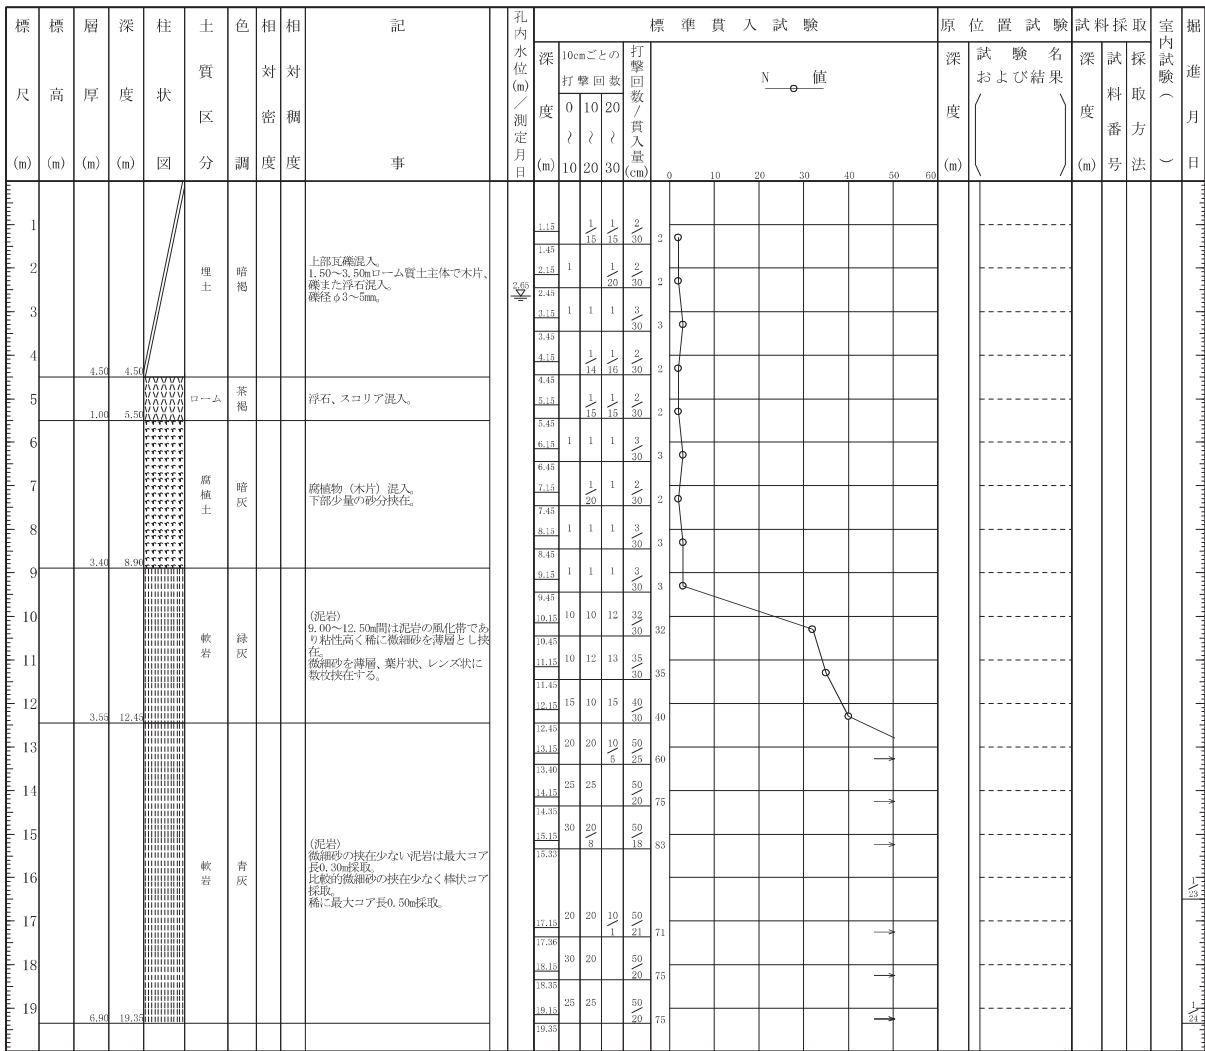 標尺(m)
標高(m)
層厚(m)
深度(m)
柱状図
土質区分
色調
相対密度
相対稠度
記事
孔内水位(m)／測定月日
標準貫入試験
深度(m)
10cmごとの
打撃回数
0～10
10～20
20～30
打撃回数／貫入量(cm)
N 値
0 10 20 30 40 50 60
原位置試験
深度(m)
試験名
および結果
試料採取
深度(m)
試料番号
採取方法
室内試験（ ）
掘進月日
1
2
3
4
5
6
7
8
9
10
11
12
13
14
15
16
17
18
19
4.50 4.50
埋土
暗褐
上部瓦礫混入。
1.50～3.50mローム質土主体で木片、
礫また浮石混入。
礫径φ3～5mm。
2.65
1.00 5.50
ローム
茶褐
浮石、スコリア混入。
3.40 8.90
腐植土
暗灰
腐植物（木片）混入。
下部少量の砂分挟在。
3.55 12.45
軟岩
緑灰
(泥岩)
9.00～12.50m間は泥岩の風化帯であ
り粘性高く稀に微細砂を薄層とし挟
在。
微細砂を薄層、葉片状、レンズ状に
数枚挟在する。
6.90 19.35
軟岩
青灰
(泥岩)
微細砂の挟在少ない泥岩は最大コア
長0.30m採取。
比較的微細砂の挟在少なく棒状コア
採取。
稀に最大コア長0.50m採取。
1.15 1/15 1/15 2/30 2
1.45
2.15 1 1/20 2/30 2
2.45
3.15 1 1 1 3/30 3
3.45
4.15 1/14 1/16 2/30 2
4.45
5.15 1/15 1/15 2/30 2
5.45
6.15 1 1 1 3/30 3
6.45
7.15 1/20 1 2/30 2
7.45
8.15 1 1 1 3/30 3
8.45
9.15 1 1 1 3/30 3
9.45
10.15 10 10 12 32/30 32
10.45
11.15 10 12 13 35/30 35
11.45
12.15 15 10 15 40/30 40
12.45
13.15 20 20 10/5 50/25 60
13.40
14.15 25 25 50/20 75
14.35
15.15 30 20/8 50/18 83
15.33
17.15 20 20 10/1 50/21 71
17.36
18.15 30 20 50/20 75
18.35
19.15 25 25 50/20 75
19.35
1/23
1/24